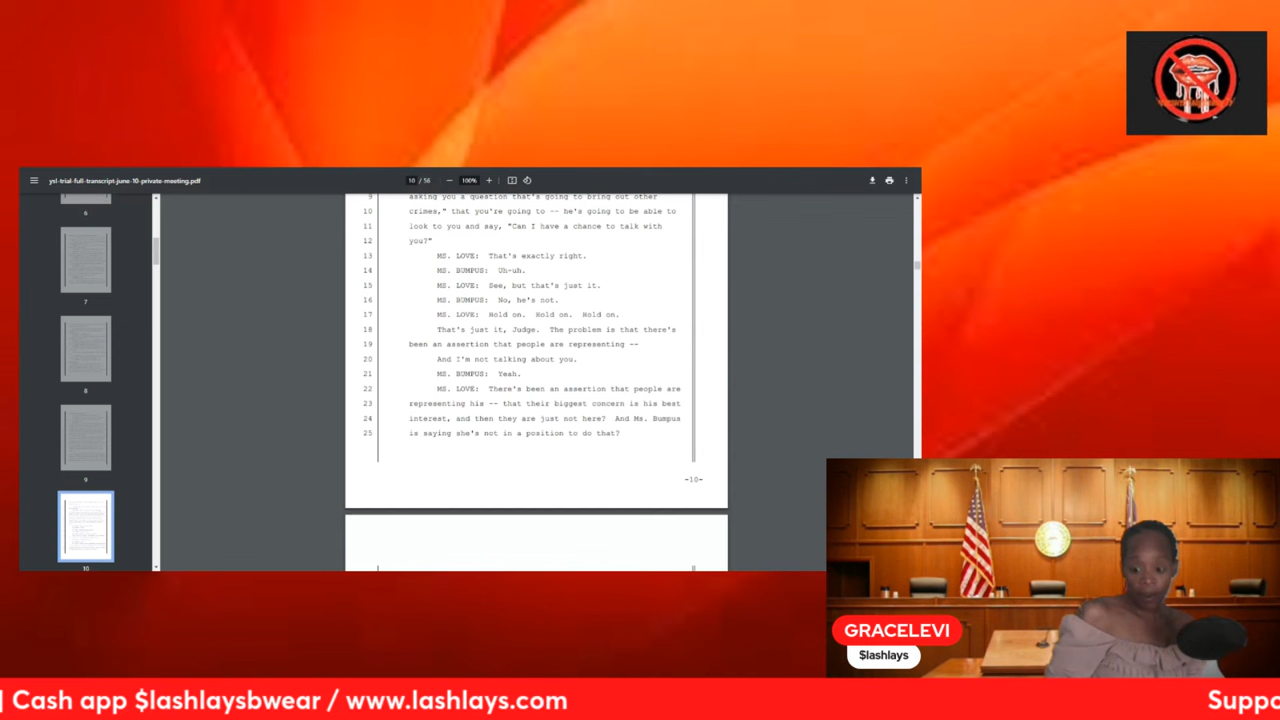 ysl-trial-full-transcript-june-10-private-meeting.pdf
10 / 56
100%
6
7
8
9
10
9 asking you a question that's going to bring out other
10 crimes," that you're going to -- he's going to be able to
11 look to you and say, "Can I have a chance to talk with
12 you?"
13 MS. LOVE: That's exactly right.
14 MS. BUMPUS: Uh-uh.
15 MS. LOVE: See, but that's just it.
16 MS. BUMPUS: No, he's not.
17 MS. LOVE: Hold on. Hold on. Hold on.
18 That's just it, Judge. The problem is that there's
19 been an assertion that people are representing --
20 And I'm not talking about you.
21 MS. BUMPUS: Yeah.
22 MS. LOVE: There's been an assertion that people are
23 representing his -- that their biggest concern is his best
24 interest, and then they are just not here? And Ms. Bumpus
25 is saying she's not in a position to do that?
-10-
GRACELEVI
$lashlays
| Cash app $lashlaysbwear / www.lashlays.com
Suppo